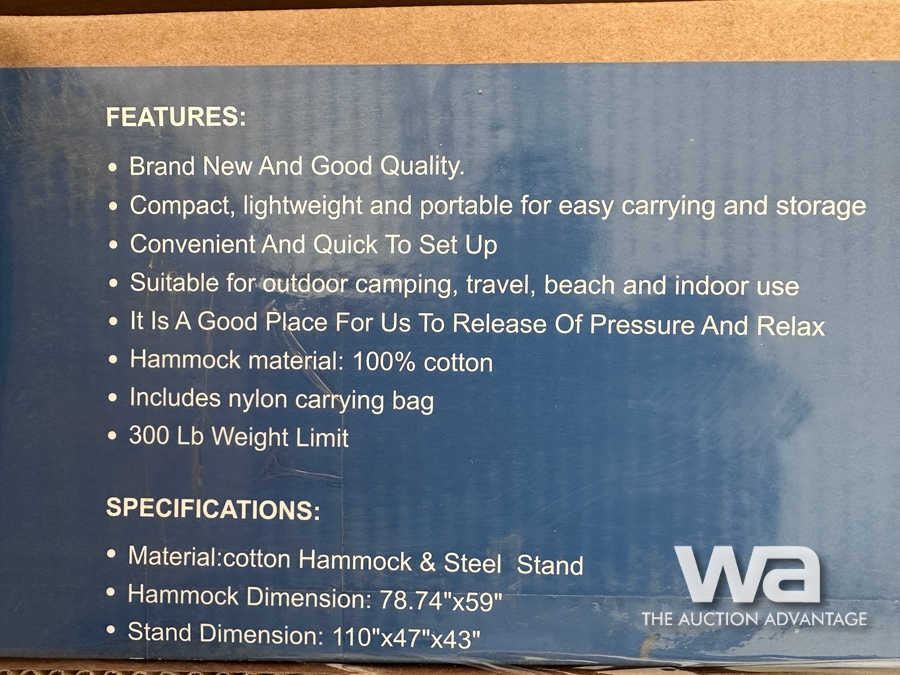 FEATURES:
• Brand New And Good Quality.
• Compact, lightweight and portable for easy carrying and storage
• Convenient And Quick To Set Up
• Suitable for outdoor camping, travel, beach and indoor use
• It Is A Good Place For Us To Release Of Pressure And Relax
• Hammock material: 100% cotton
• Includes nylon carrying bag
• 300 Lb Weight Limit
SPECIFICATIONS:
• Material:cotton Hammock & Steel Stand
• Hammock Dimension: 78.74"x59"
• Stand Dimension: 110"x47"x43"
wa
THE AUCTION ADVANTAGE